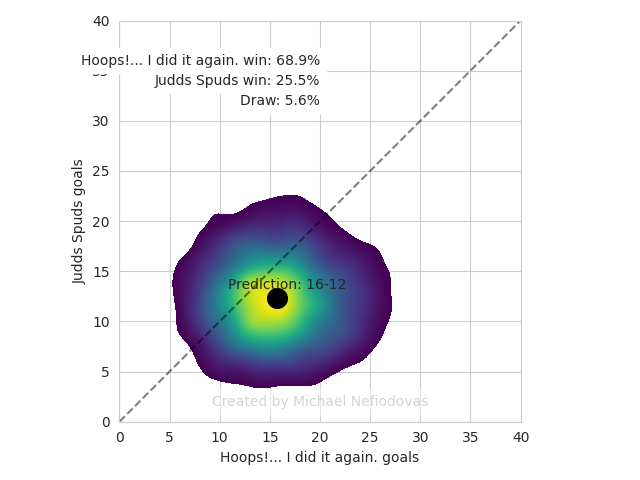 40
Hoops!... I did it again. win: 68.9%
Judds Spuds win: 25.5%
Draw: 5.6%
30
25
20
15
10
5
0
Judds Spuds goals
Prediction: 16-12
Created by Michael Nefiodovas
0 5 10 15 20 25 30 35 40
Hoops!... I did it again. goals